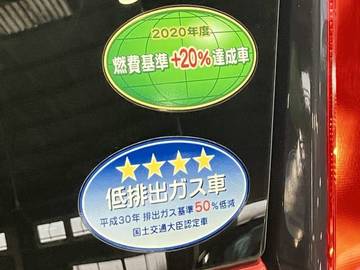 2020年度
燃費基準+20%達成車
低排出ガス車
平成30年 排出ガス基準50%低減
国土交通大臣認定車